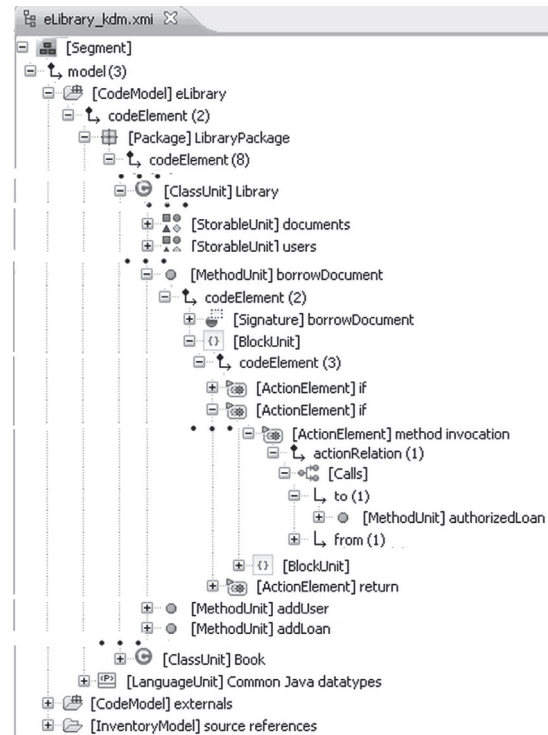 eLibrary_kdm.xmi
[Segment]
model (3)
[CodeModel] eLibrary
codeElement (2)
[Package] LibraryPackage
codeElement (8)
[ClassUnit] Library
[StorableUnit] documents
[StorableUnit] users
[MethodUnit] borrowDocument
codeElement (2)
[Signature] borrowDocument
[BlockUnit]
codeElement (3)
[ActionElement] if
[ActionElement] if
[ActionElement] method invocation
actionRelation (1)
[Calls]
to (1)
[MethodUnit] authorizedLoan
from (1)
[BlockUnit]
[ActionElement] return
[MethodUnit] addUser
[MethodUnit] addLoan
[ClassUnit] Book
[LanguageUnit] Common Java datatypes
[CodeModel] externals
[InventoryModel] source references